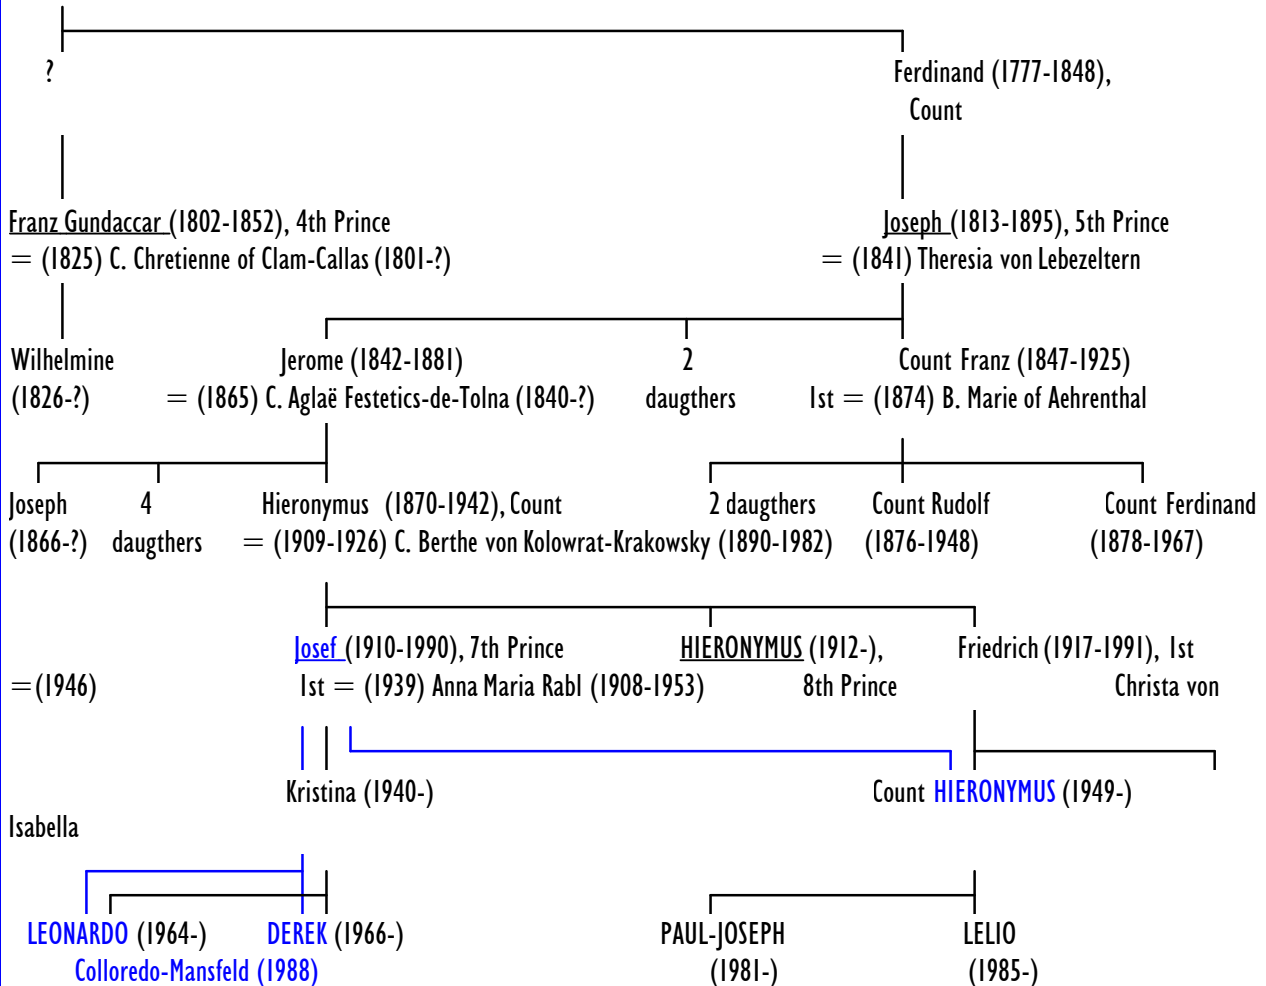 ? Ferdinand (1777-1848),
Count
Franz Gundaccar (1802-1852), 4th Prince Joseph (1813-1895), 5th Prince
= (1825) C. Chretienne of Clam-Callas (1801-?) = (1841) Theresia von Lebezeltern
Wilhelmine Jerome (1842-1881) 2 Count Franz (1847-1925)
(1826-?) = (1865) C. Aglaë Festetics-de-Tolna (1840-?) daugthers 1st = (1874) B. Marie of Aehrenthal
Joseph 4 Hieronymus (1870-1942), Count 2 daugthers Count Rudolf Count Ferdinand
(1866-?) daugthers = (1909-1926) C. Berthe von Kolowrat-Krakowsky (1890-1982) (1876-1948) (1878-1967)
Josef (1910-1990), 7th Prince HIERONYMUS (1912-), Friedrich (1917-1991), 1st
=(1946) 1st = (1939) Anna Maria Rabl (1908-1953) 8th Prince Christa von
Kristina (1940-) Count HIERONYMUS (1949-)
Isabella
LEONARDO (1964-) DEREK (1966-) PAUL-JOSEPH LELIO
Colloredo-Mansfeld (1988) (1981-) (1985-)